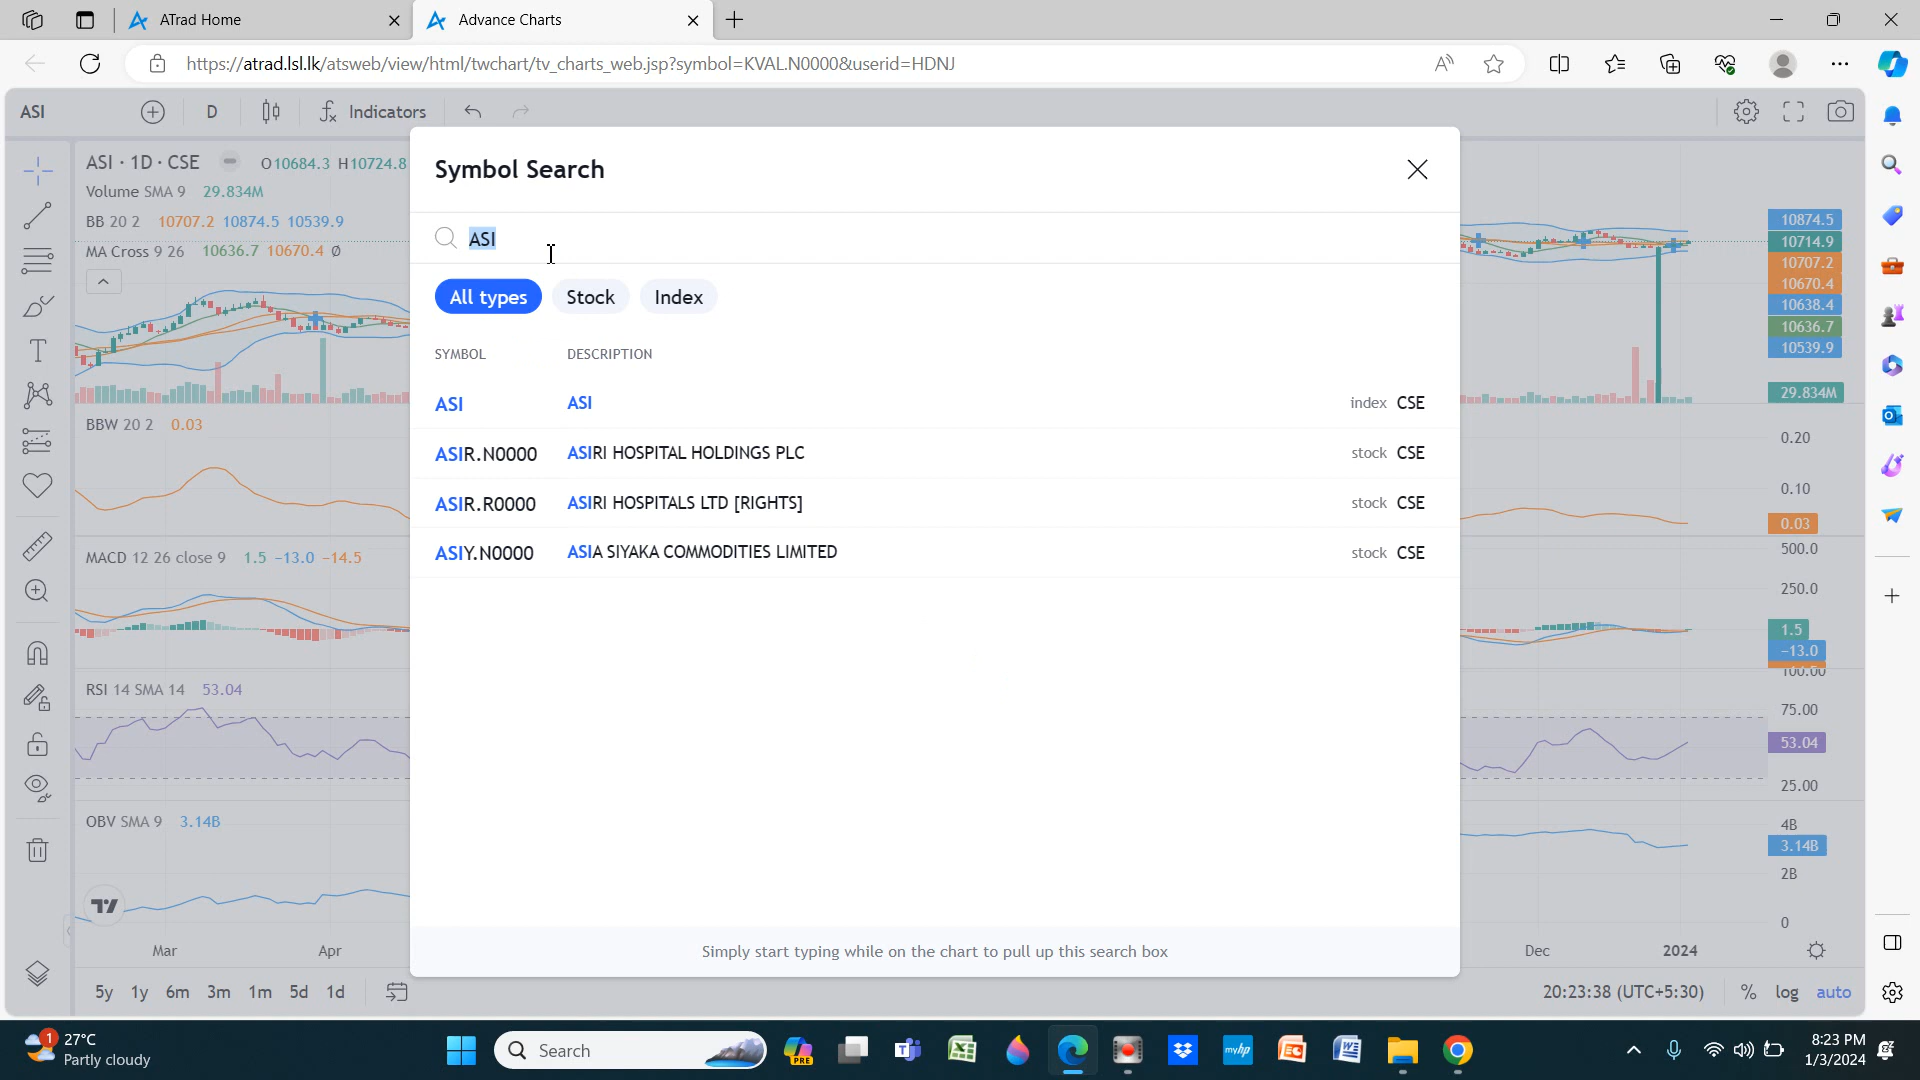 ATrad Home
Advance Charts
https://atrad.lsl.lk/atsweb/view/html/twchart/tv_charts_web.jsp?symbol=KVAL.N0000&userid=HDNJ
ASI
D
Indicators
ASI · 1D · CSE
O10684.3 H10724.8
Volume SMA 9 29.834M
BB 20 2 10707.2 10874.5 10539.9
MA Cross 9 26 10636.7 10670.4 Ø
BBW 20 2 0.03
MACD 12 26 close 9 1.5 −13.0 −14.5
RSI 14 SMA 14 53.04
OBV SMA 9 3.14B
Symbol Search
ASI
All types Stock Index
SYMBOL DESCRIPTION
ASI ASI index CSE
ASIR.N0000 ASIRI HOSPITAL HOLDINGS PLC stock CSE
ASIR.R0000 ASIRI HOSPITALS LTD [RIGHTS] stock CSE
ASIY.N0000 ASIA SIYAKA COMMODITIES LIMITED stock CSE
Simply start typing while on the chart to pull up this search box
10874.5
10714.9
10707.2
10670.4
10638.4
10636.7
10539.9
29.834M
0.20
0.10
0.03
500.0
250.0
1.5
−13.0
100.00
75.00
53.04
25.00
4B
3.14B
2B
0
Mar Apr Dec 2024
5y 1y 6m 3m 1m 5d 1d
20:23:38 (UTC+5:30) % log auto
1
27°C
Partly cloudy
Search
PRE
myhp
8:23 PM
1/3/2024